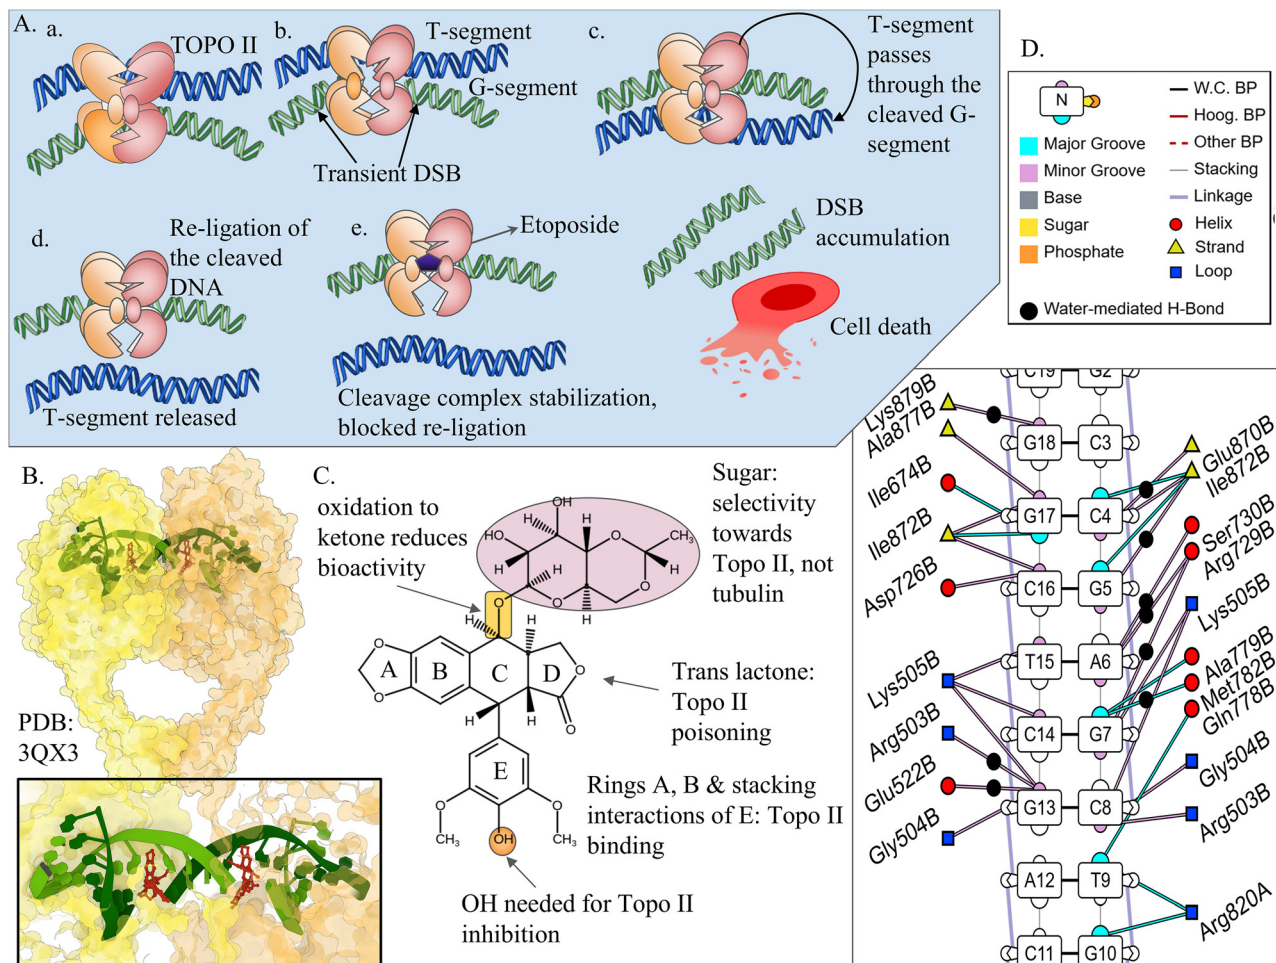 A.
a.
TOPO II
b.
T-segment
G-segment
Transient DSB
c.
T-segment
passes
through the
cleaved G-
segment
d.
Re-ligation of
the cleaved
DNA
T-segment released
e.
Etoposide
Cleavage complex stabilization,
blocked re-ligation
DSB
accumulation
Cell death
B.
PDB:
3QX3
C.
oxidation to
ketone reduces
bioactivity
Sugar:
selectivity
towards
Topo II, not
tubulin
Trans lactone:
Topo II
poisoning
Rings A, B & stacking
interactions of E: Topo II
binding
OH needed for Topo II
inhibition
OH
HO
H
H
H
O
CH3
H
H
O
O
O
H
O
H
H
O
O
A
B
C
D
O
O
H
H
E
O
O
CH3
OH
CH3
D.
N
Major Groove
Minor Groove
Base
Sugar
Phosphate
W.C. BP
Hoog. BP
Other BP
Stacking
Linkage
Helix
Strand
Loop
Water-mediated H-Bond
C19 G2
G18 C3
G17 C4
C16 G5
T15 A6
C14 G7
G13 C8
A12 T9
C11 G10
Lys879B
Ala877B
Ile674B
Ile872B
Asp726B
Lys505B
Arg503B
Glu522B
Gly504B
Glu870B
Ile872B
Ser730B
Arg729B
Lys505B
Ala779B
Met782B
Gln778B
Gly504B
Arg503B
Arg820A